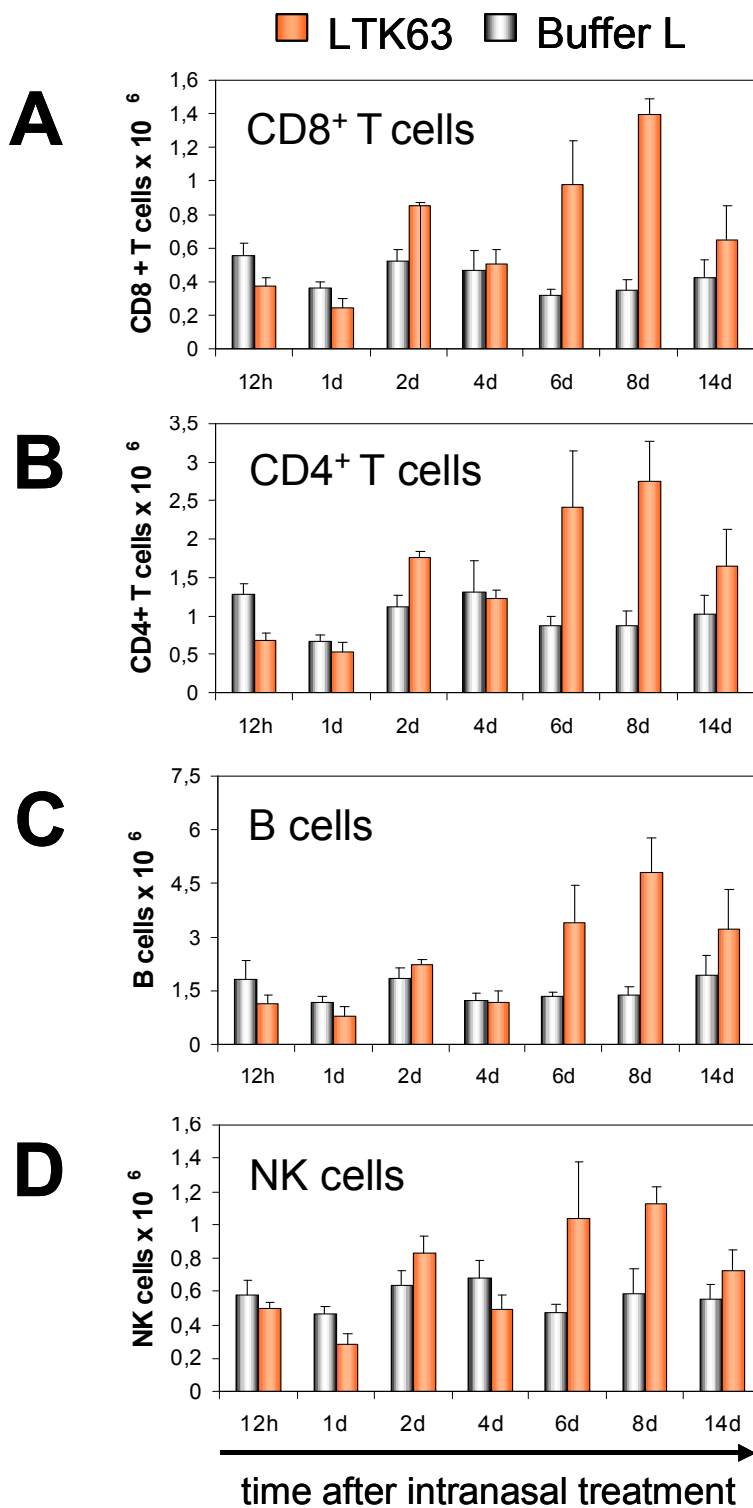 LTK63 Buffer L
A
CD8+ T cells
CD8 + T cells x 10 6
1,6
1,4
1,2
1
0,8
0,6
0,4
0,2
0
12h 1d 2d 4d 6d 8d 14d
B
CD4+ T cells
CD4+ T cells x 10 6
3,5
3
2,5
2
1,5
1
0,5
0
12h 1d 2d 4d 6d 8d 14d
C
B cells
B cells x 10 6
7,5
6
4,5
3
1,5
0
12h 1d 2d 4d 6d 8d 14d
D
NK cells
NK cells x 10 6
1,6
1,4
1,2
1
0,8
0,6
0,4
0,2
0
12h 1d 2d 4d 6d 8d 14d
time after intranasal treatment